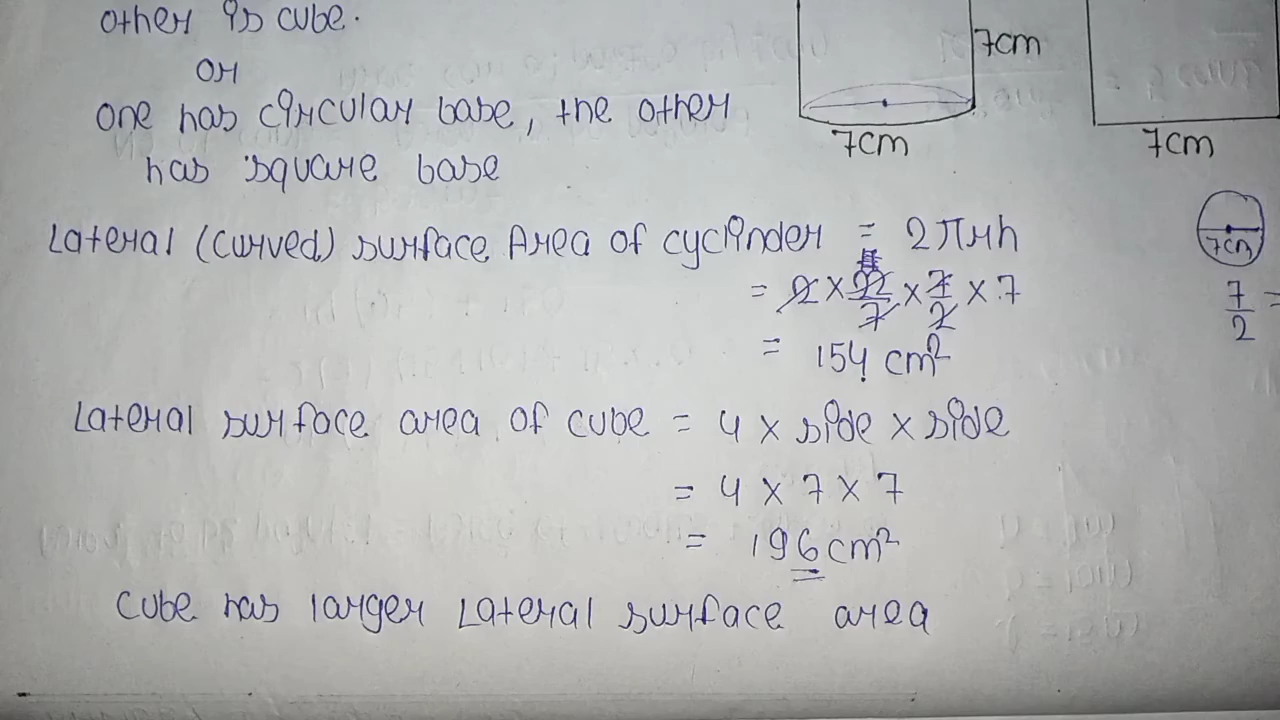 other is cube.
or
one has circular base, the other
has square base
7cm
7cm
7cm
Lateral (curved) surface Area of cyclinder = 2πrh
= 2 × 22/7 × 7/2 × 7
= 154 cm²
7cm
7/2 =
Lateral surface area of cube = 4 × side × side
= 4 × 7 × 7
= 196 cm²
cube has larger Lateral surface area